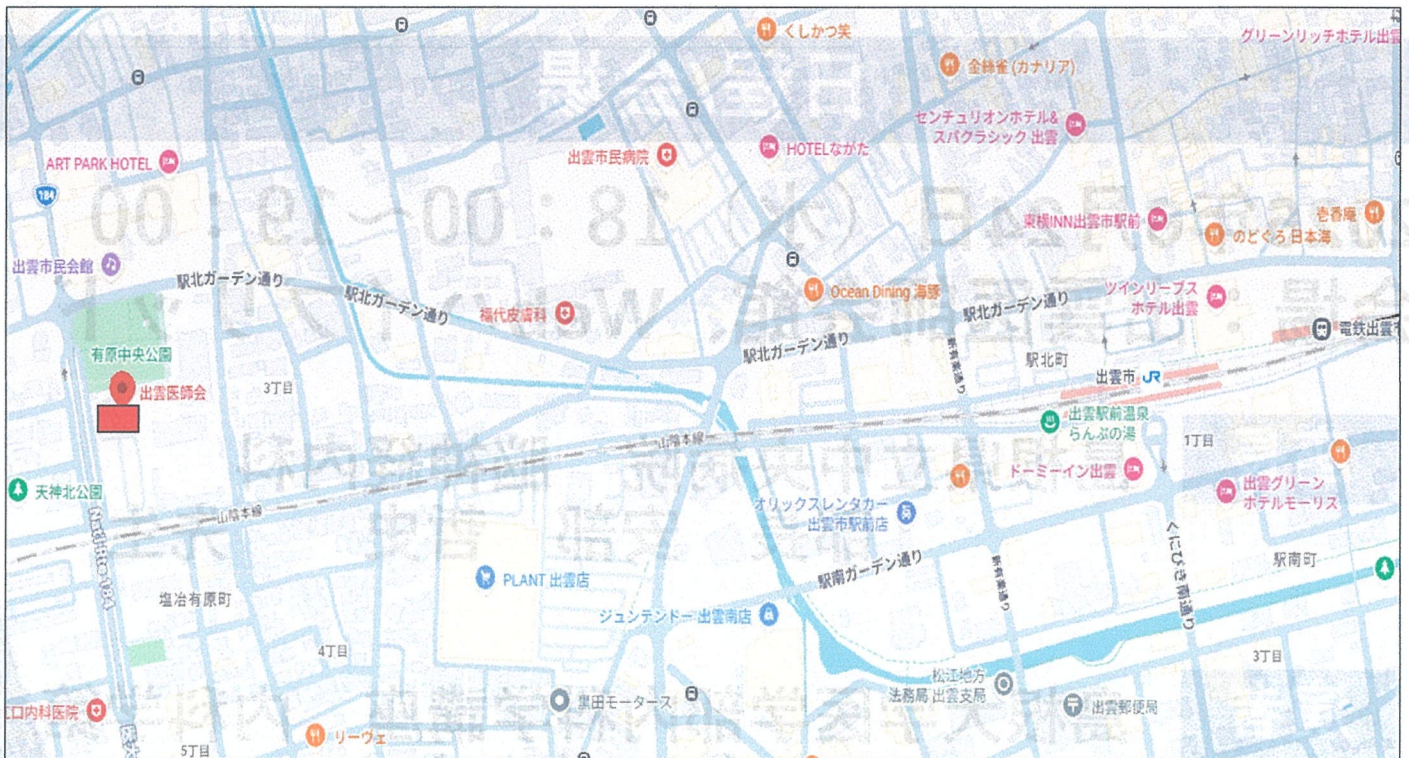 くしかつ笑
グリーンリッチホテル出雲
金絲雀 (カナリア)
センチュリオンホテル&
スパクラシック 出雲
出雲市民病院
HOTELながた
ART PARK HOTEL
184
東横INN出雲市駅前
壱香庵
のどぐろ 日本海
出雲市民会館
駅北ガーデン通り
駅北ガーデン通り
Ocean Dining 海豚
ツインリーブス
ホテル出雲
駅北ガーデン通り
福代皮膚科
電鉄出雲市
駅北ガーデン通り
有原中央公園
駅北町
出雲市
JR
3丁目
出雲医師会
出雲駅前温泉
らんぷの湯
山陰本線
1丁目
ドーミーイン出雲
出雲グリーン
ホテルモーリス
天神北公園
オリックスレンタカー
出雲市駅前店
山陰本線
Nat'l Rte 184
くにびき南通り
駅南ガーデン通り
駅南町
PLANT 出雲店
塩冶有原町
ジュンテンドー 出雲南店
4丁目
3丁目
松江地方
法務局 出雲支局
黒田モータース
出雲郵便局
口内科医院
リーヴェ
5丁目